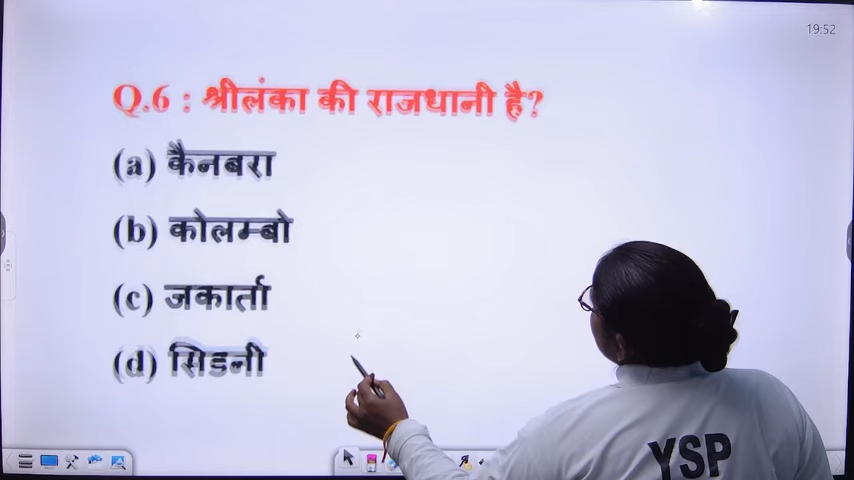 19:52
Q.6 : श्रीलंका की राजधानी है?
(a) कैनबरा
(b) कोलम्बो
(c) जकार्ता
(d) सिडनी
YSP